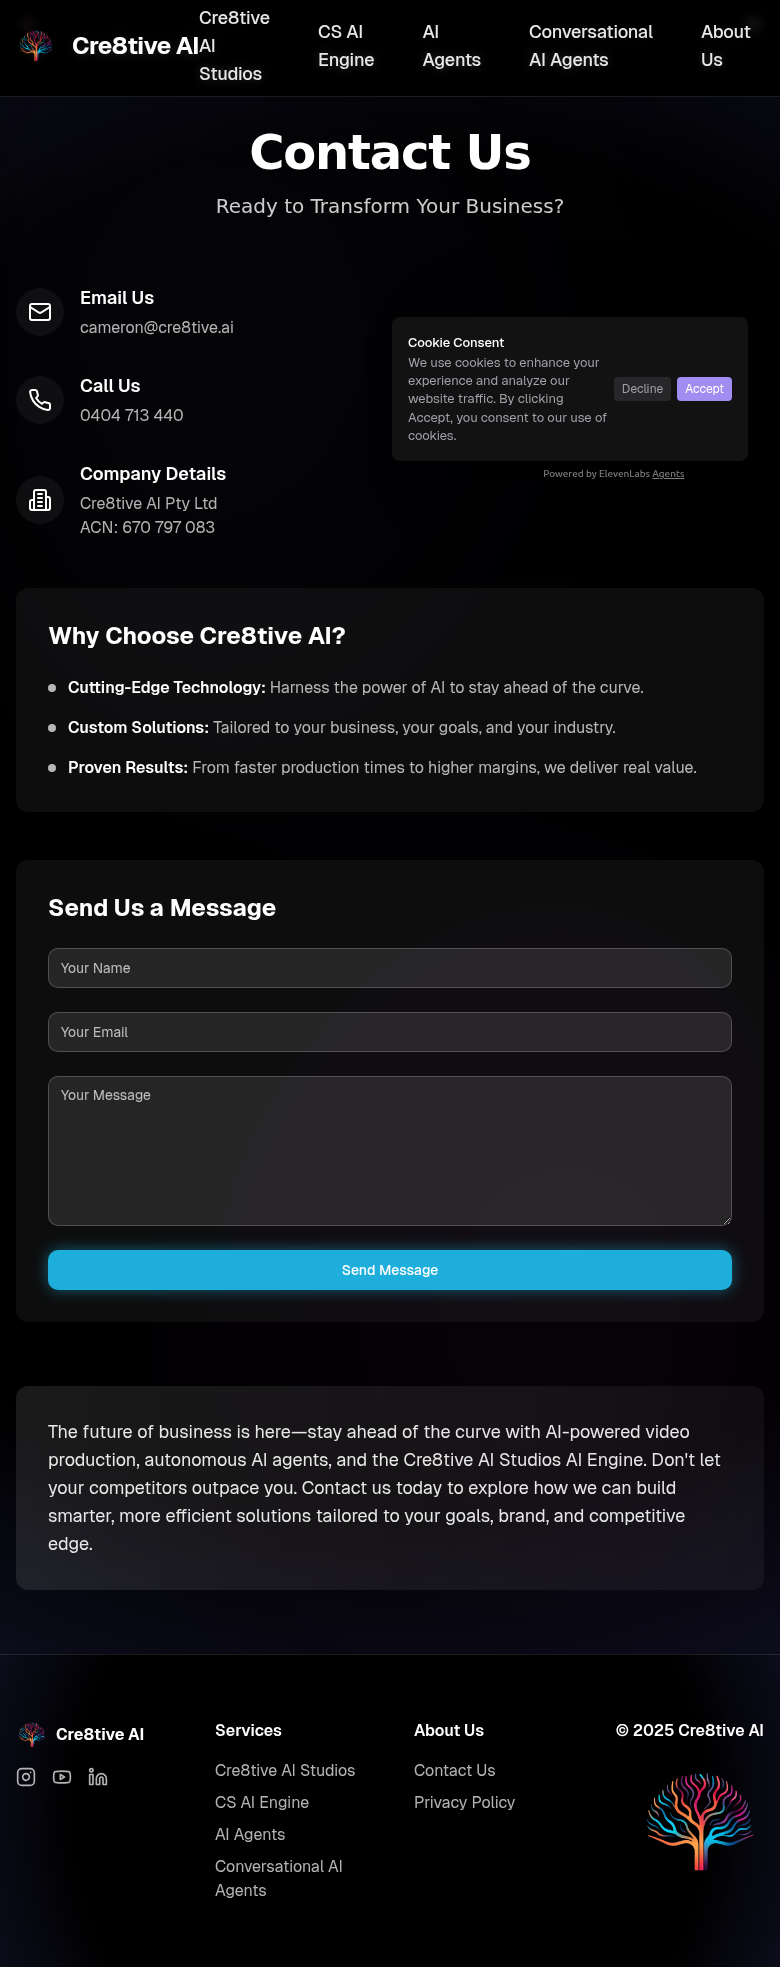 Cre8tive AI
Cre8tive
AI
Studios
CS AI
Engine
AI
Agents
Conversational
AI Agents
About
Us
Contact Us
Ready to Transform Your Business?
Email Us
cameron@cre8tive.ai
Call Us
0404 713 440
Company Details
Cre8tive AI Pty Ltd
ACN: 670 797 083
Cookie Consent
We use cookies to enhance your
experience and analyze our
website traffic. By clicking
Accept, you consent to our use of
cookies.
Decline
Accept
Powered by ElevenLabs Agents
Why Choose Cre8tive AI?
Cutting-Edge Technology: Harness the power of AI to stay ahead of the curve.
Custom Solutions: Tailored to your business, your goals, and your industry.
Proven Results: From faster production times to higher margins, we deliver real value.
Send Us a Message
Your Name
Your Email
Your Message
Send Message
The future of business is here—stay ahead of the curve with AI-powered video
production, autonomous AI agents, and the Cre8tive AI Studios AI Engine. Don't let
your competitors outpace you. Contact us today to explore how we can build
smarter, more efficient solutions tailored to your goals, brand, and competitive
edge.
Cre8tive AI
Services
Cre8tive AI Studios
CS AI Engine
AI Agents
Conversational AI
Agents
About Us
Contact Us
Privacy Policy
© 2025 Cre8tive AI